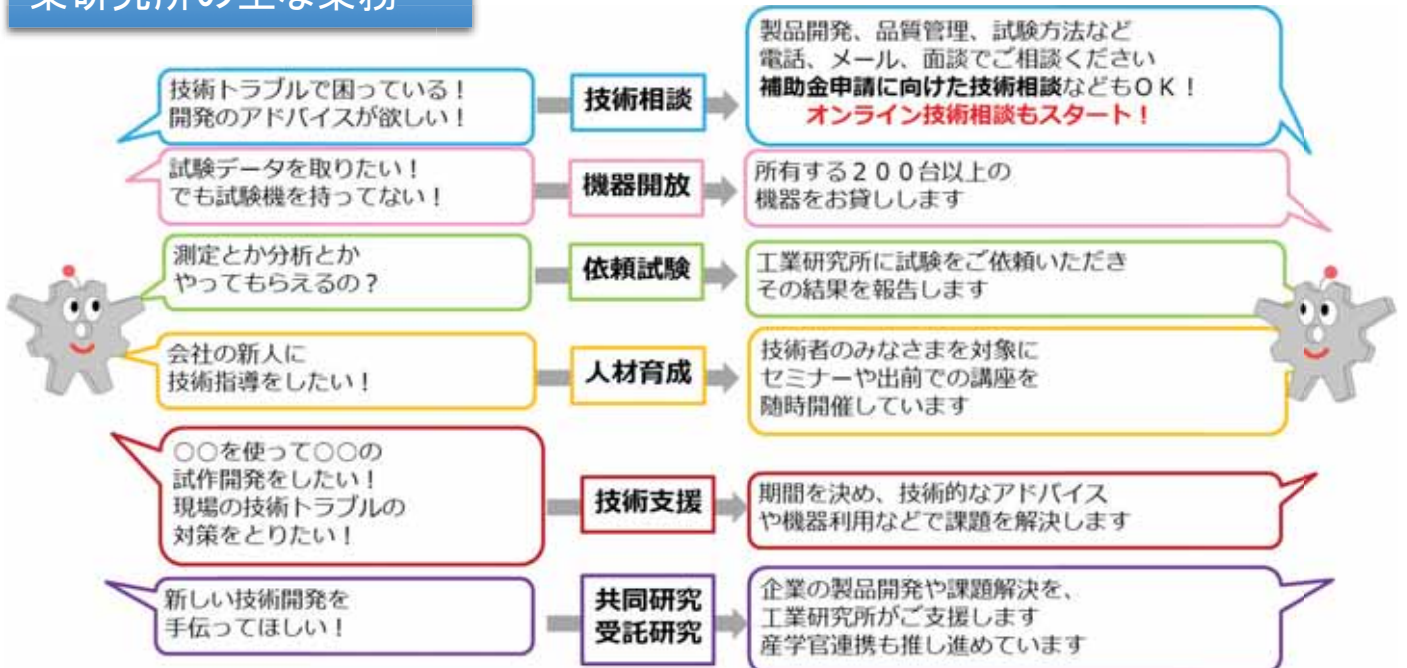 業研究所の主な業務
技術トラブルで困っている！
開発のアドバイスが欲しい！
技術相談
製品開発、品質管理、試験方法など
電話、メール、面談でご相談ください
補助金申請に向けた技術相談などもＯＫ！
オンライン技術相談もスタート！
試験データを取りたい！
でも試験機を持ってない！
機器開放
所有する２００台以上の
機器をお貸しします
測定とか分析とか
やってもらえるの？
依頼試験
工業研究所に試験をご依頼いただき
その結果を報告します
会社の新人に
技術指導をしたい！
人材育成
技術者のみなさまを対象に
セミナーや出前での講座を
随時開催しています
○○を使って○○の
試作開発をしたい！
現場の技術トラブルの
対策をとりたい！
技術支援
期間を決め、技術的なアドバイス
や機器利用などで課題を解決します
新しい技術開発を
手伝ってほしい！
共同研究
受託研究
企業の製品開発や課題解決を、
工業研究所がご支援します
産学官連携も推し進めています